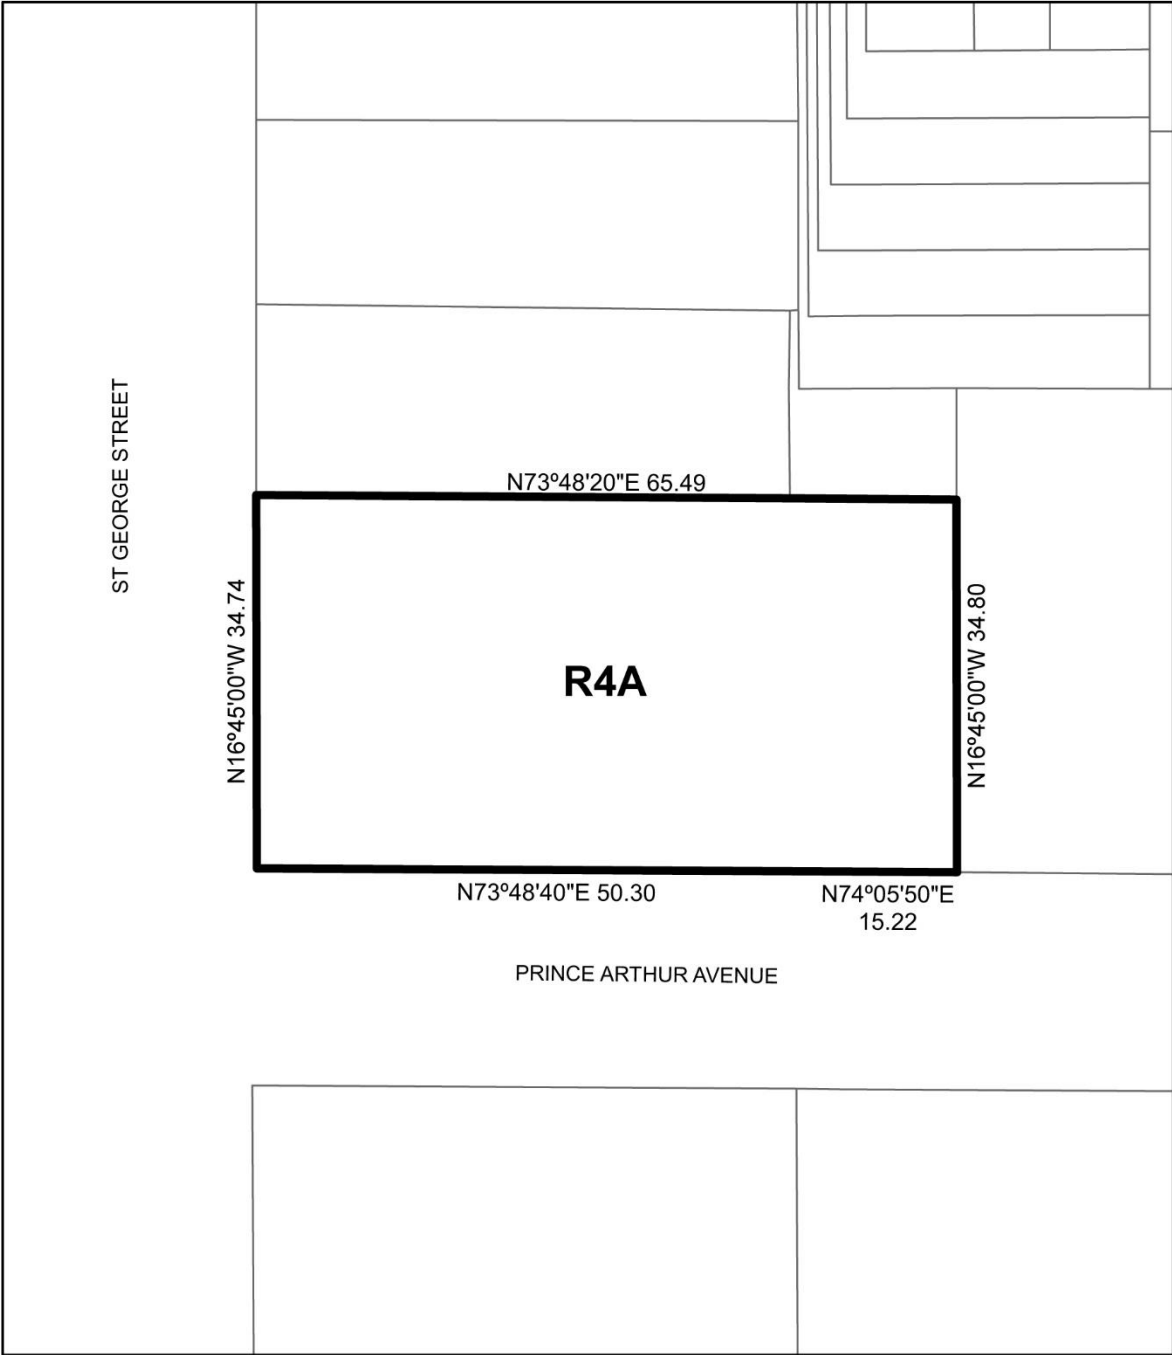 ST GEORGE STREET
N73º48'20"E 65.49
N16º45'00"W 34.74
R4A
N16º45'00"W 34.80
N73º48'40"E 50.30
N74º05'50"E
15.22
PRINCE ARTHUR AVENUE